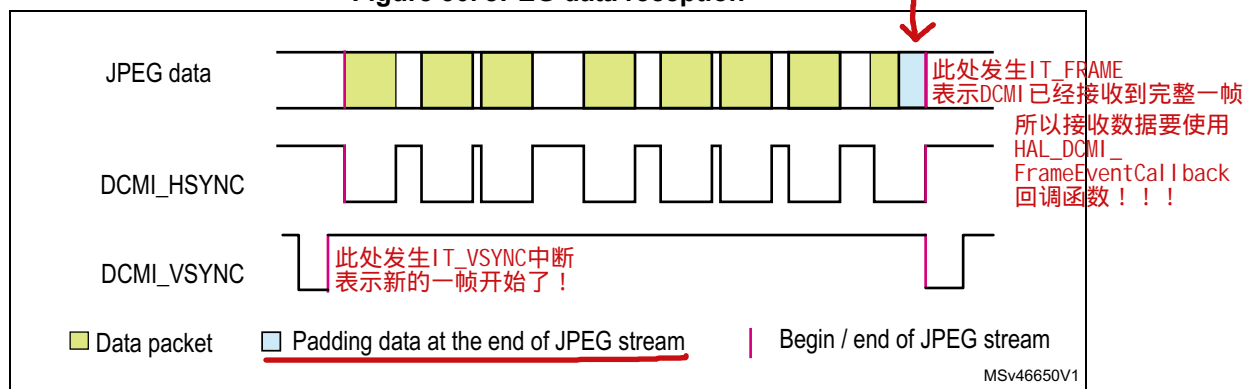 JPEG data
此处发生IT_FRAME
表示DCMI已经接收到完整一帧
所以接收数据要使用
HAL_DCMI_
FrameEventCallback
回调函数！！！
DCMI_HSYNC
此处发生IT_VSYNC中断
表示新的一帧开始了！
DCMI_VSYNC
Data packet
Padding data at the end of JPEG stream
Begin / end of JPEG stream
MSv46650V1